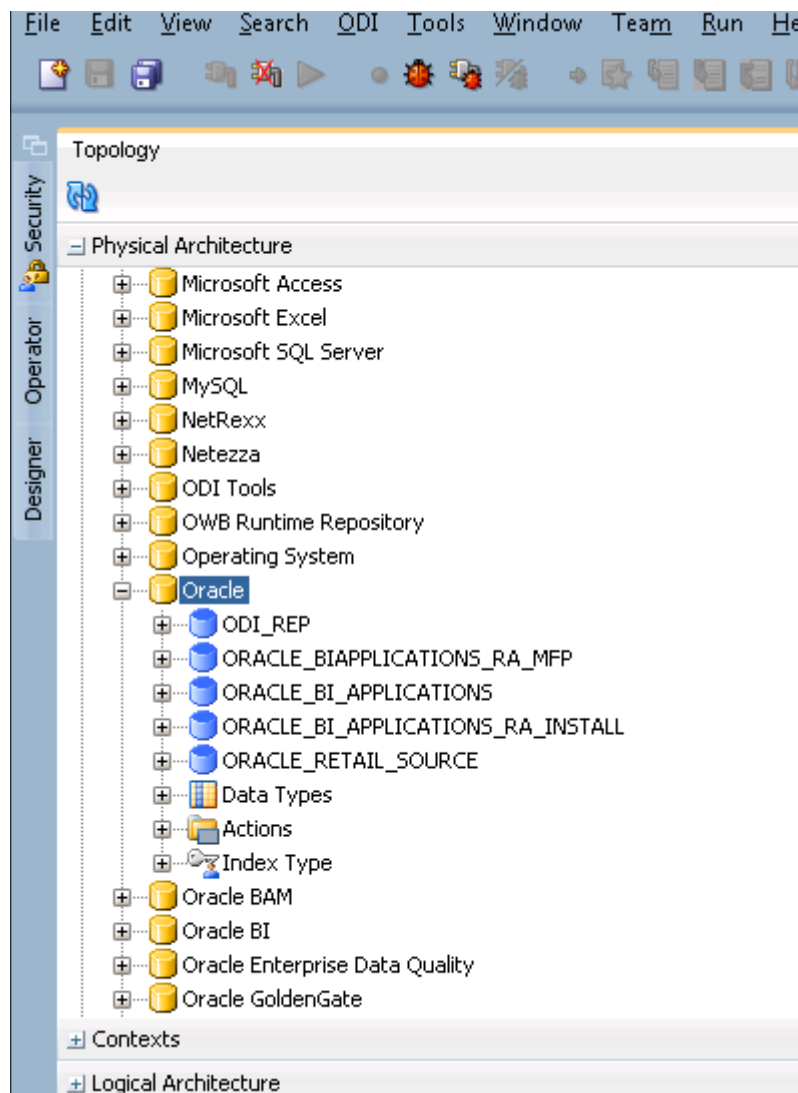 File Edit View Search ODI Tools Window Team Run He
Topology
Security
Operator
Designer
Physical Architecture
Microsoft Access
Microsoft Excel
Microsoft SQL Server
MySQL
NetRexx
Netezza
ODI Tools
OWB Runtime Repository
Operating System
Oracle
ODI_REP
ORACLE_BIAPPLICATIONS_RA_MFP
ORACLE_BI_APPLICATIONS
ORACLE_BI_APPLICATIONS_RA_INSTALL
ORACLE_RETAIL_SOURCE
Data Types
Actions
Index Type
Oracle BAM
Oracle BI
Oracle Enterprise Data Quality
Oracle GoldenGate
Contexts
Logical Architecture